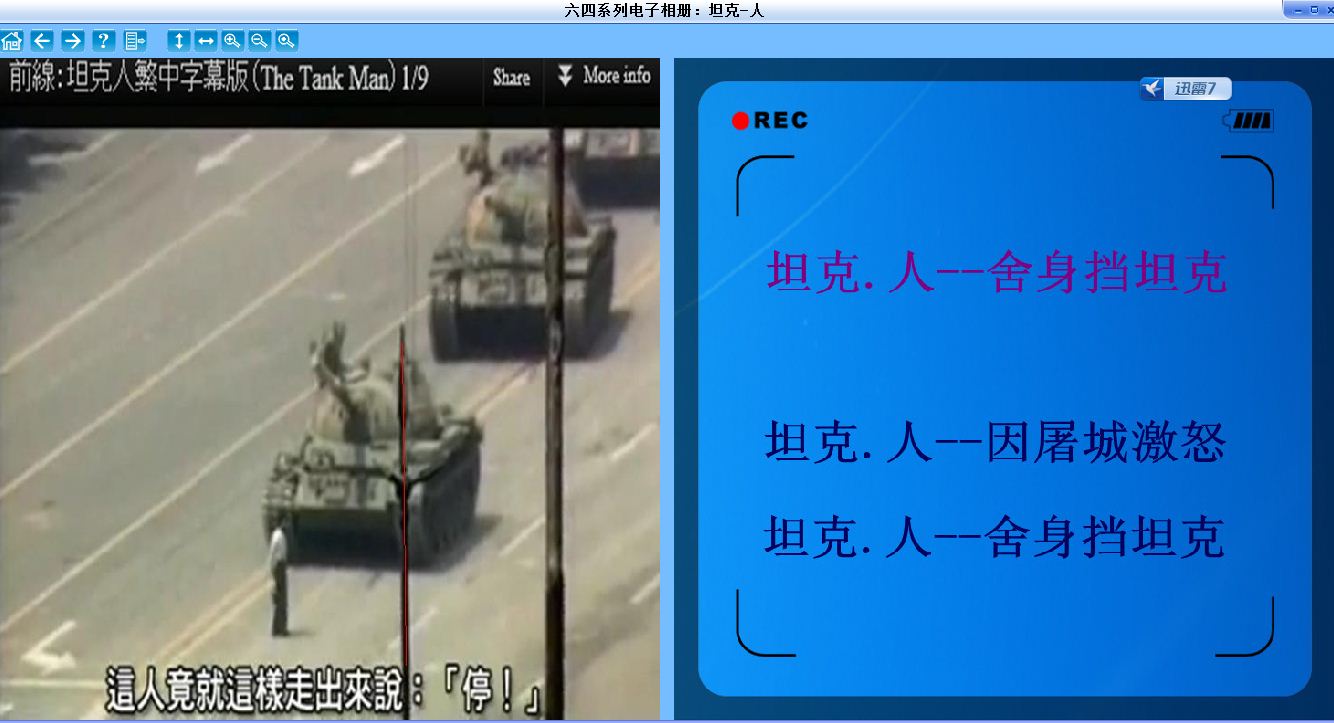 六四系列电子相册：坦克-人
前線:坦克人繁中字幕版(The Tank Man) 1/9
Share
More info
這人竟就這樣走出來說：「停！」
迅雷7
REC
坦克.人--舍身挡坦克
坦克.人--因屠城激怒
坦克.人--舍身挡坦克